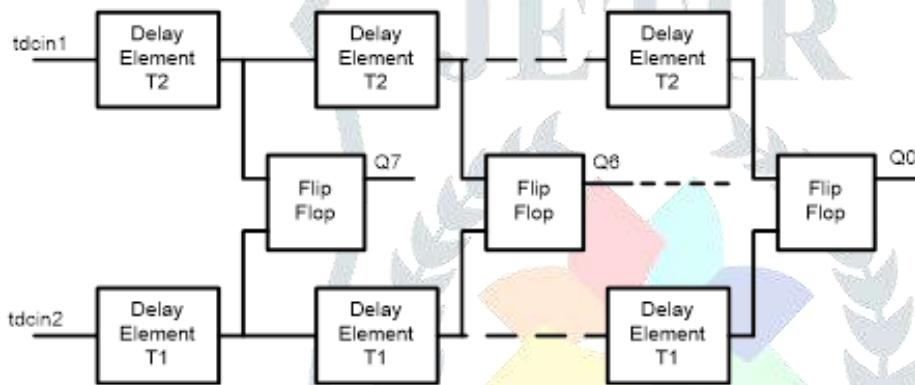 JETIR
tdcin1
Delay
Element
T2
Delay
Element
T2
Delay
Element
T2
Q7
Q6
Q0
Flip
Flop
Flip
Flop
Flip
Flop
tdcin2
Delay
Element
T1
Delay
Element
T1
Delay
Element
T1